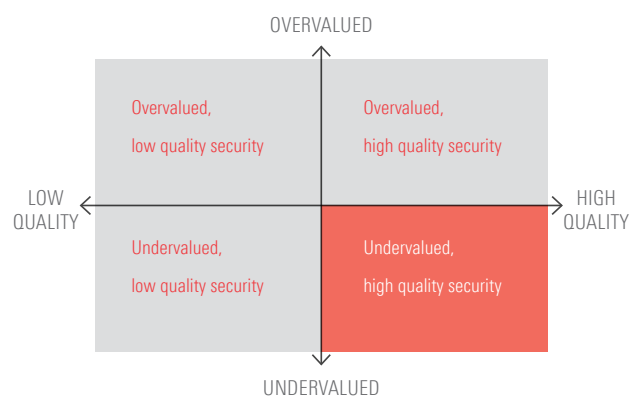 OVERVALUED
Overvalued,
low quality security
Overvalued,
high quality security
LOW
QUALITY
HIGH
QUALITY
Undervalued,
low quality security
Undervalued,
high quality security
UNDERVALUED